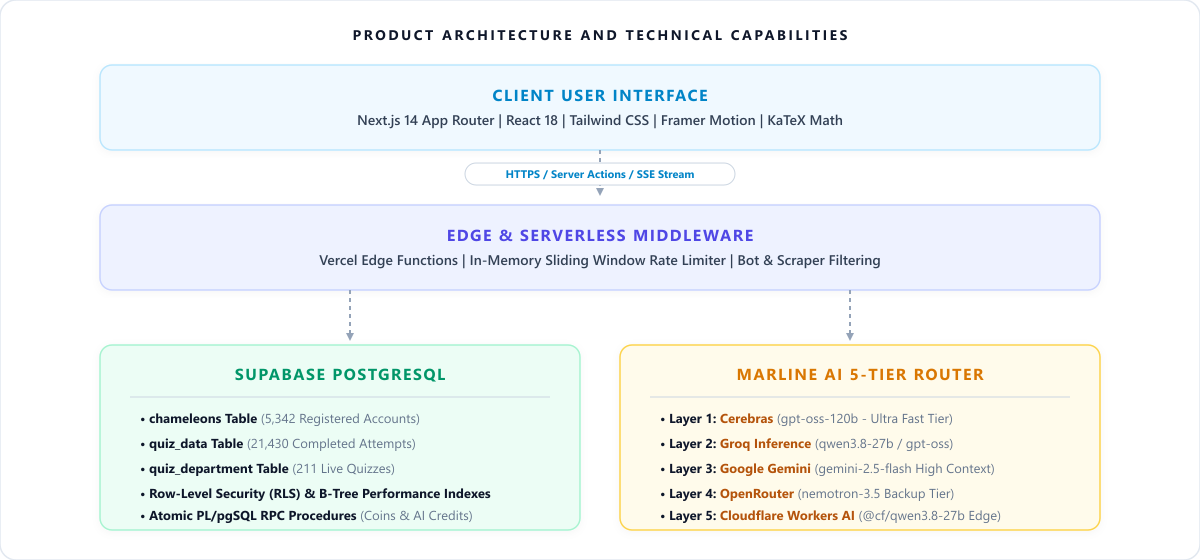 PRODUCT ARCHITECTURE AND TECHNICAL CAPABILITIES
CLIENT USER INTERFACE
Next.js 14 App Router | React 18 | Tailwind CSS | Framer Motion | KaTeX Math
HTTPS / Server Actions / SSE Stream
EDGE & SERVERLESS MIDDLEWARE
Vercel Edge Functions | In-Memory Sliding Window Rate Limiter | Bot & Scraper Filtering
SUPABASE POSTGRESQL
• chameleons Table (5,342 Registered Accounts)
• quiz_data Table (21,430 Completed Attempts)
• quiz_department Table (211 Live Quizzes)
• Row-Level Security (RLS) & B-Tree Performance Indexes
• Atomic PL/pgSQL RPC Procedures (Coins & AI Credits)
MARLINE AI 5-TIER ROUTER
• Layer 1: Cerebras (gpt-oss-120b - Ultra Fast Tier)
• Layer 2: Groq Inference (qwen3.8-27b / gpt-oss)
• Layer 3: Google Gemini (gemini-2.5-flash High Context)
• Layer 4: OpenRouter (nemotron-3.5 Backup Tier)
• Layer 5: Cloudflare Workers AI (@cf/qwen3.8-27b Edge)